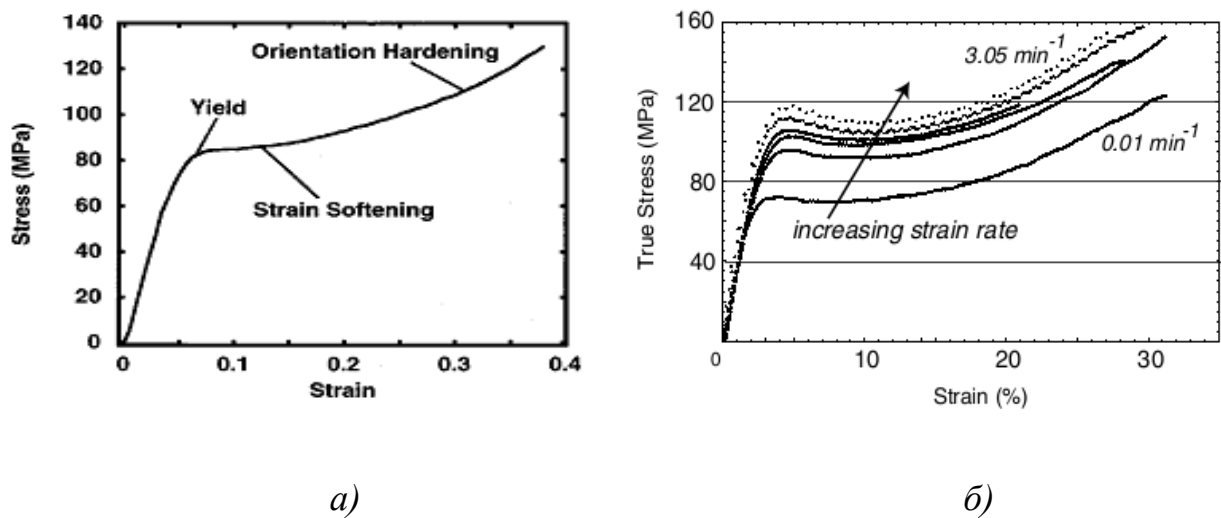 140
120
100
80
60
40
20
0
Stress (MPa)
Orientation Hardening
Yield
Strain Softening
0
0.1
0.2
0.3
0.4
Strain
160
120
80
40
True Stress (MPa)
3.05 min⁻¹
0.01 min⁻¹
increasing strain rate
0
10
20
30
Strain (%)
а)
б)